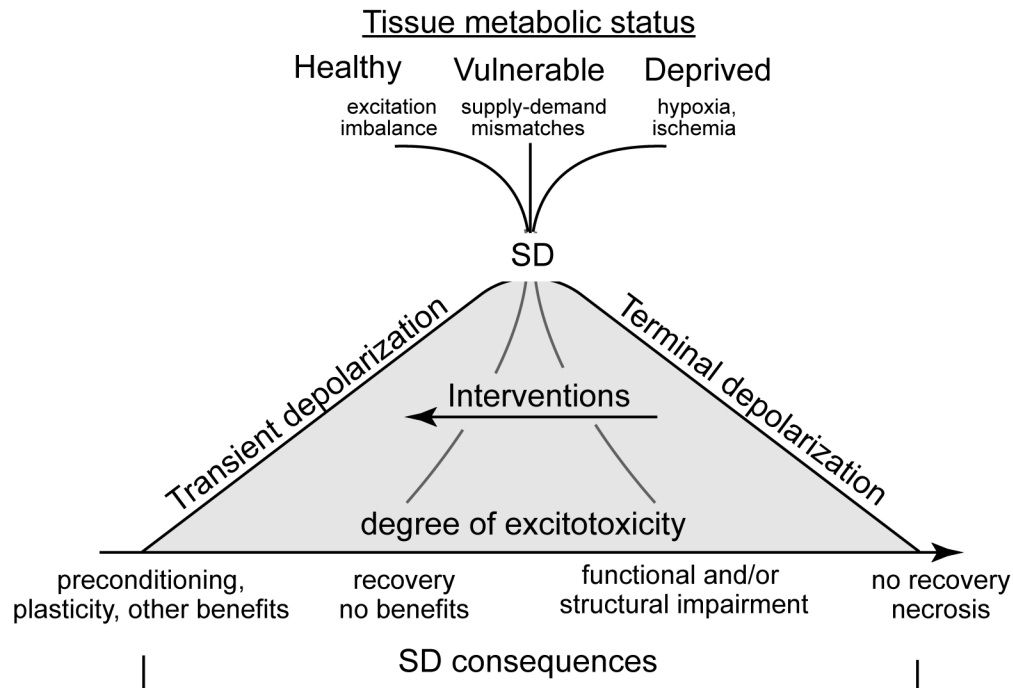 Tissue metabolic status
Healthy Vulnerable Deprived
excitation supply-demand hypoxia,
imbalance mismatches ischemia
SD
Transient depolarization
Terminal depolarization
Interventions
degree of excitotoxicity
preconditioning,
plasticity, other benefits
recovery
no benefits
functional and/or
structural impairment
no recovery
necrosis
SD consequences